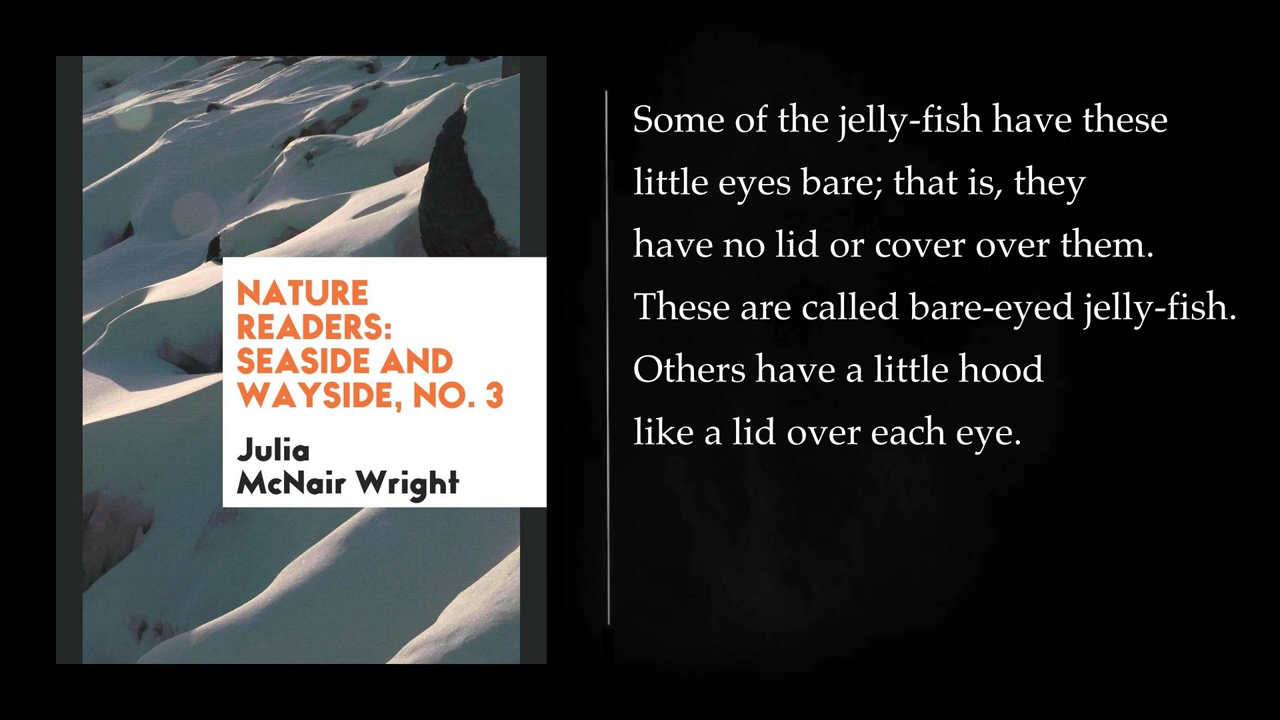 NATURE
READERS:
SEASIDE AND
WAYSIDE, NO. 3
Julia
McNair Wright
Some of the jelly-fish have these
little eyes bare; that is, they
have no lid or cover over them.
These are called bare-eyed jelly-fish.
Others have a little hood
like a lid over each eye.